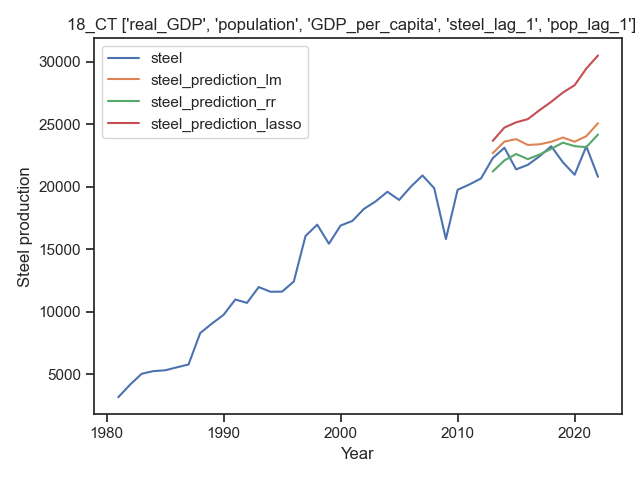 18_CT ['real_GDP', 'population', 'GDP_per_capita', 'steel_lag_1', 'pop_lag_1']
steel
steel_prediction_lm
steel_prediction_rr
steel_prediction_lasso
30000
25000
20000
15000
10000
5000
Steel production
1980
1990
2000
2010
2020
Year